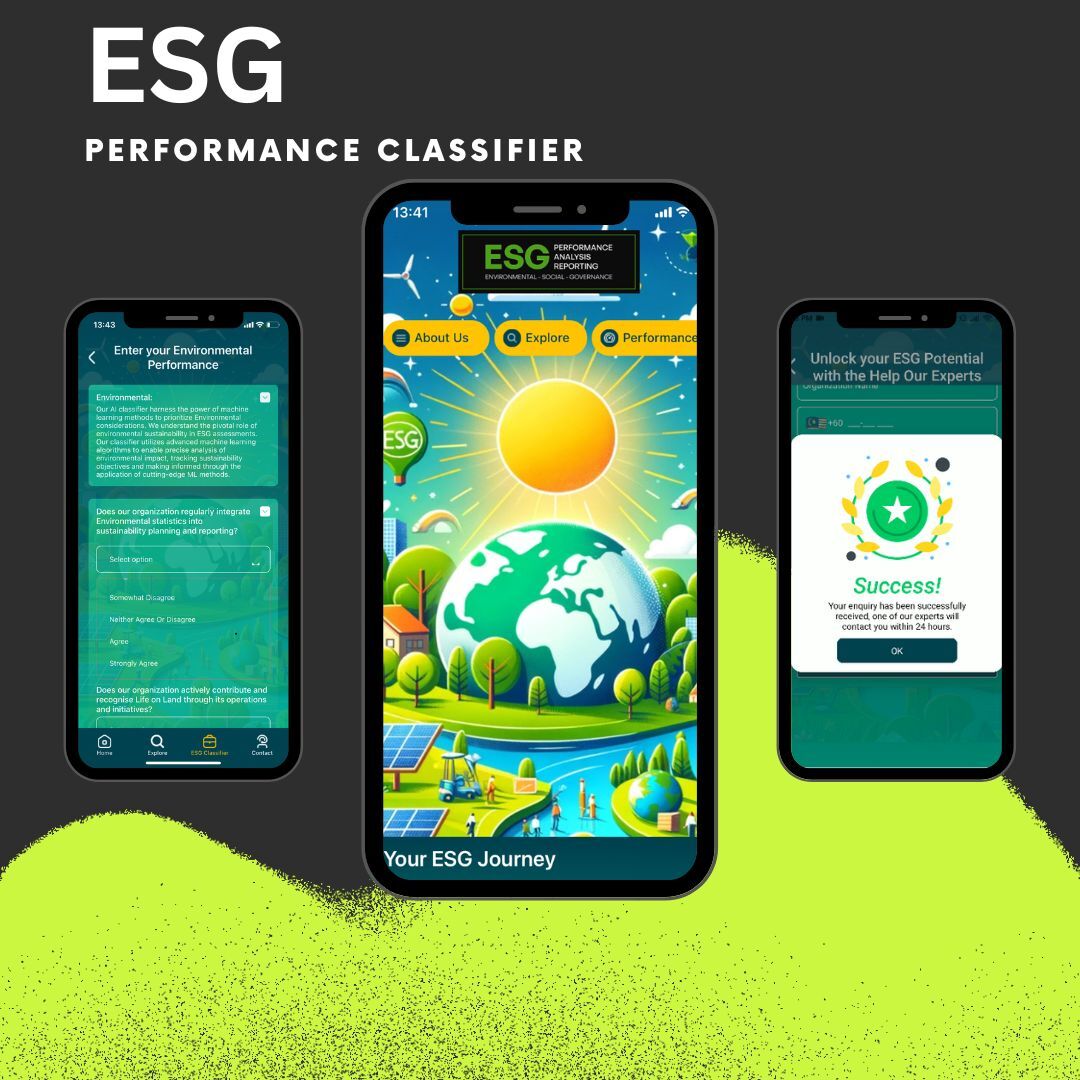 ESG
PERFORMANCE CLASSIFIER
13:43
Enter your Environmental
Performance
Environmental:
Our AI classifier harness the power of machine
learning methods to prioritize Environmental
considerations. We understand the pivotal role of
environmental sustainability in ESG assessments.
Our classifier utilizes advanced machine learning
algorithms to enable precise analysis of
environmental impact, tracking sustainability
objectives and making informed through the
application of cutting-edge ML methods.
Does our organization regularly integrate
Environmental statistics into
sustainability planning and reporting?
Select option
Somewhat Disagree
Neither Agree Or Disagree
Agree
Strongly Agree
Does our organization actively contribute and
recognise Life on Land through its operations
and initiatives?
Home
Explore
ESG Classifier
Contact
13:41
ESG
PERFORMANCE
ANALYSIS
REPORTING
ENVIRONMENTAL - SOCIAL - GOVERNANCE
About Us
Explore
Performance
ESG
Your ESG Journey
PM
Unlock your ESG Potential
with the Help Our Experts
Organization Name
+60 __-___ ___
Success!
Your enquiry has been successfully
received, one of our experts will
contact you within 24 hours.
OK